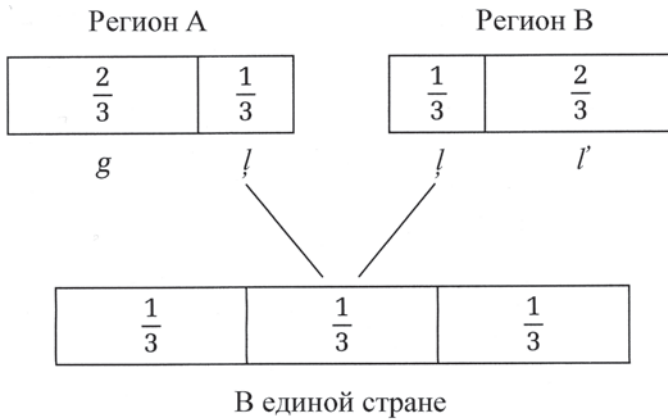 Регион А Регион В
2/3 1/3 1/3 2/3
g ļ ļ l’
1/3 1/3 1/3
В единой стране